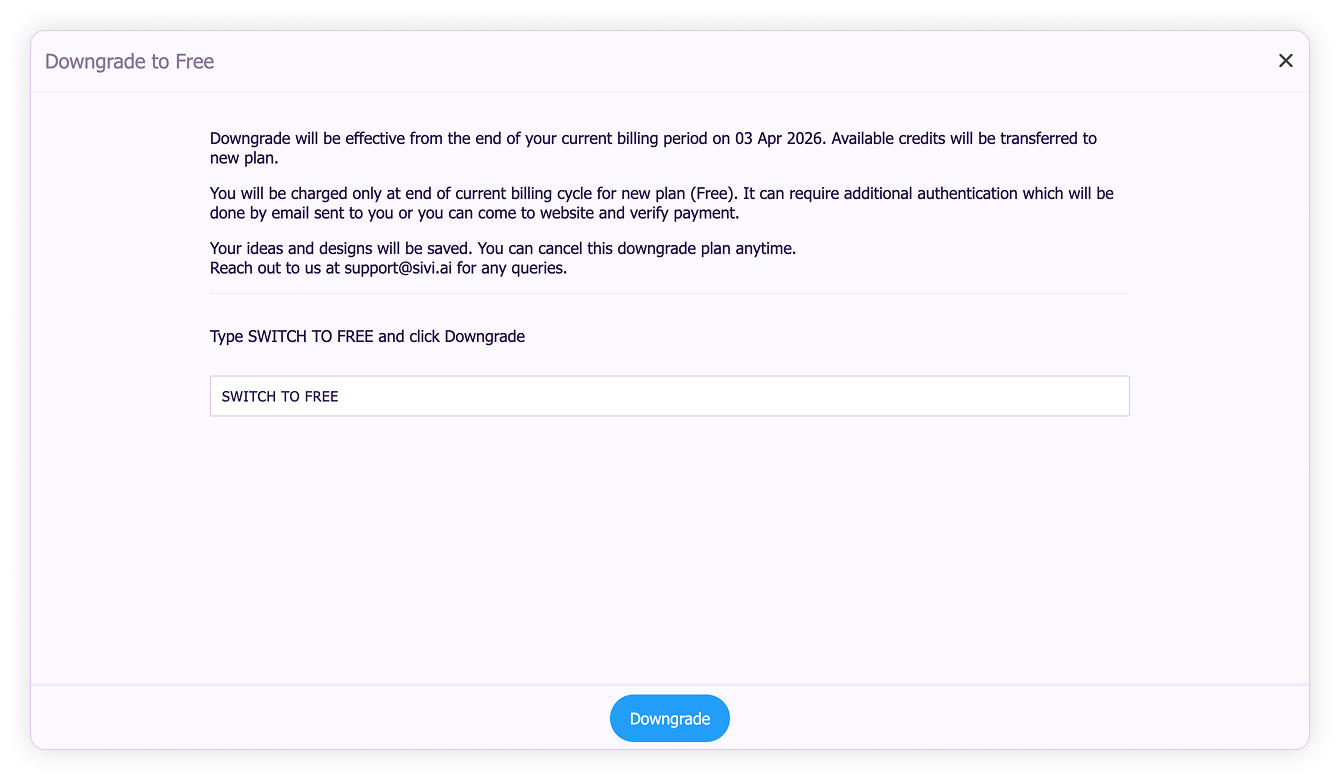 Downgrade to Free
Downgrade will be effective from the end of your current billing period on 03 Apr 2026. Available credits will be transferred to
new plan.
You will be charged only at end of current billing cycle for new plan (Free). It can require additional authentication which will be
done by email sent to you or you can come to website and verify payment.
Your ideas and designs will be saved. You can cancel this downgrade plan anytime.
Reach out to us at support@sivi.ai for any queries.
Type SWITCH TO FREE and click Downgrade
SWITCH TO FREE
Downgrade